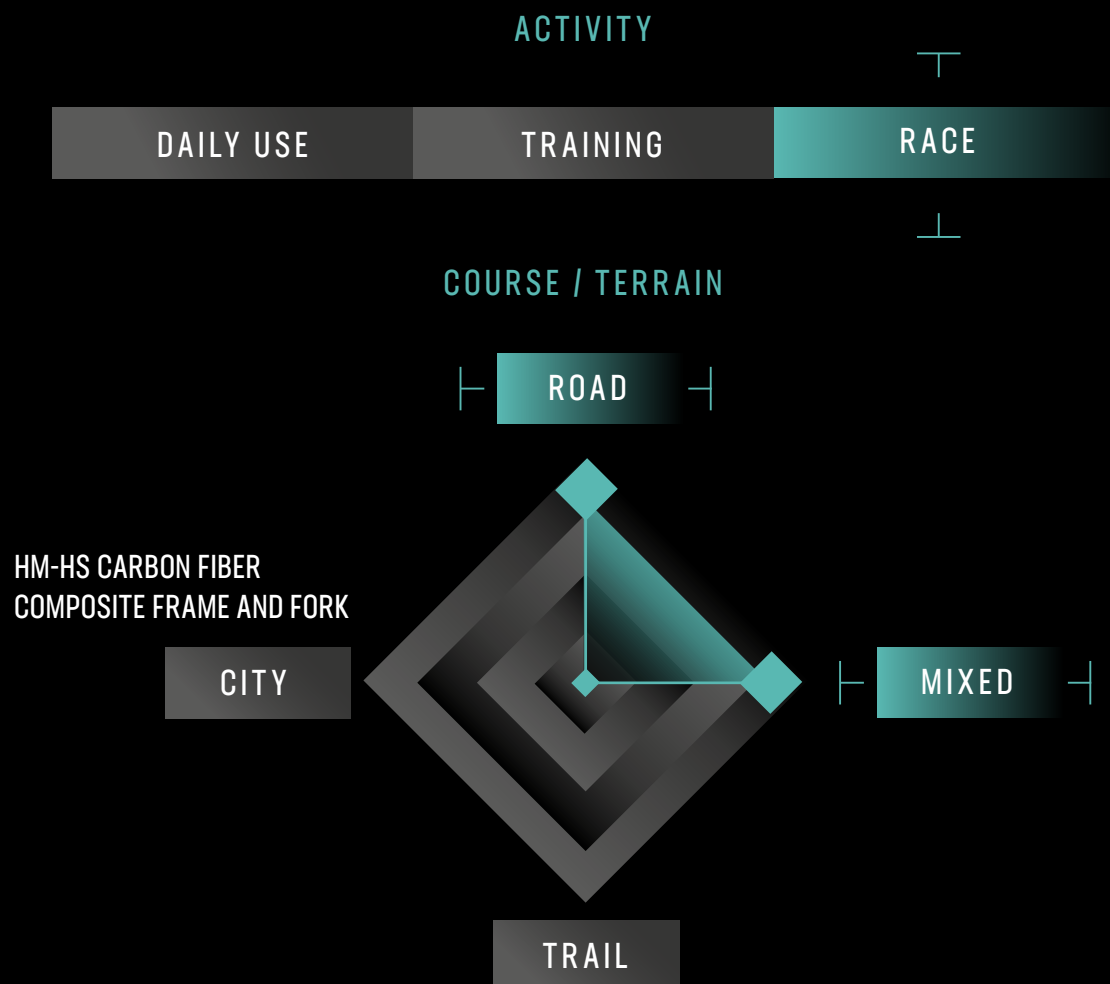 ACTIVITY
DAILY USE
TRAINING
RACE
COURSE / TERRAIN
ROAD
HM-HS CARBON FIBER
COMPOSITE FRAME AND FORK
CITY
MIXED
TRAIL